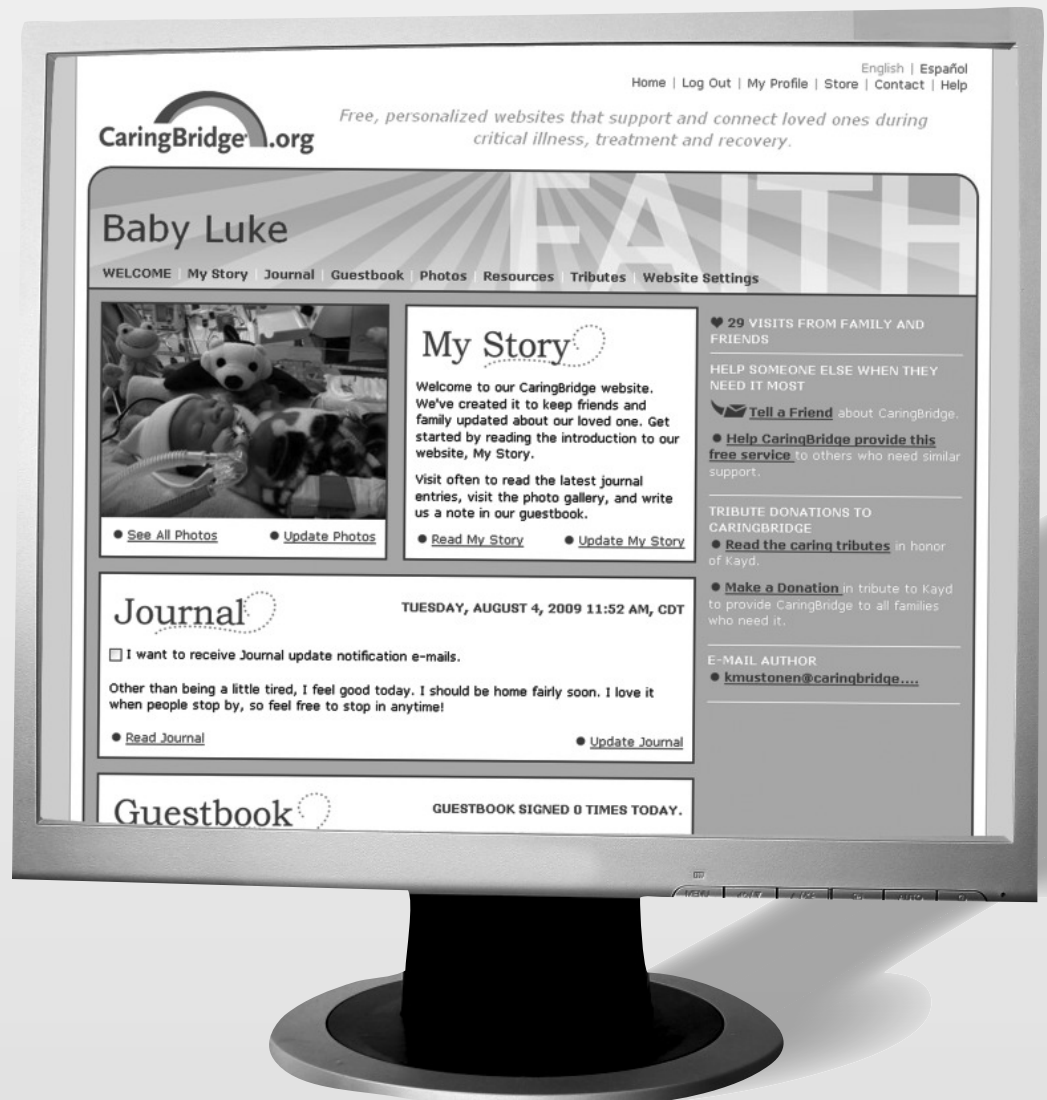 English | Español
Home | Log Out | My Profile | Store | Contact | Help
CaringBridge.org
Free, personalized websites that support and connect loved ones during
critical illness, treatment and recovery.
FAITH
Baby Luke
WELCOME | My Story | Journal | Guestbook | Photos | Resources | Tributes | Website Settings
See All Photos
Update Photos
My Story
Welcome to our CaringBridge website.
We've created it to keep friends and
family updated about our loved one. Get
started by reading the introduction to our
website, My Story.
Visit often to read the latest journal
entries, visit the photo gallery, and write
us a note in our guestbook.
Read My Story
Update My Story
Journal
TUESDAY, AUGUST 4, 2009 11:52 AM, CDT
I want to receive Journal update notification e-mails.
Other than being a little tired, I feel good today. I should be home fairly soon. I love it
when people stop by, so feel free to stop in anytime!
Read Journal
Update Journal
Guestbook
GUESTBOOK SIGNED 0 TIMES TODAY.
29 VISITS FROM FAMILY AND
FRIENDS
HELP SOMEONE ELSE WHEN THEY
NEED IT MOST
Tell a Friend about CaringBridge.
Help CaringBridge provide this
free service to others who need similar
support.
TRIBUTE DONATIONS TO
CARINGBRIDGE
Read the caring tributes in honor
of Kayd.
Make a Donation in tribute to Kayd
to provide CaringBridge to all families
who need it.
E-MAIL AUTHOR
kmustonen@caringbridge....